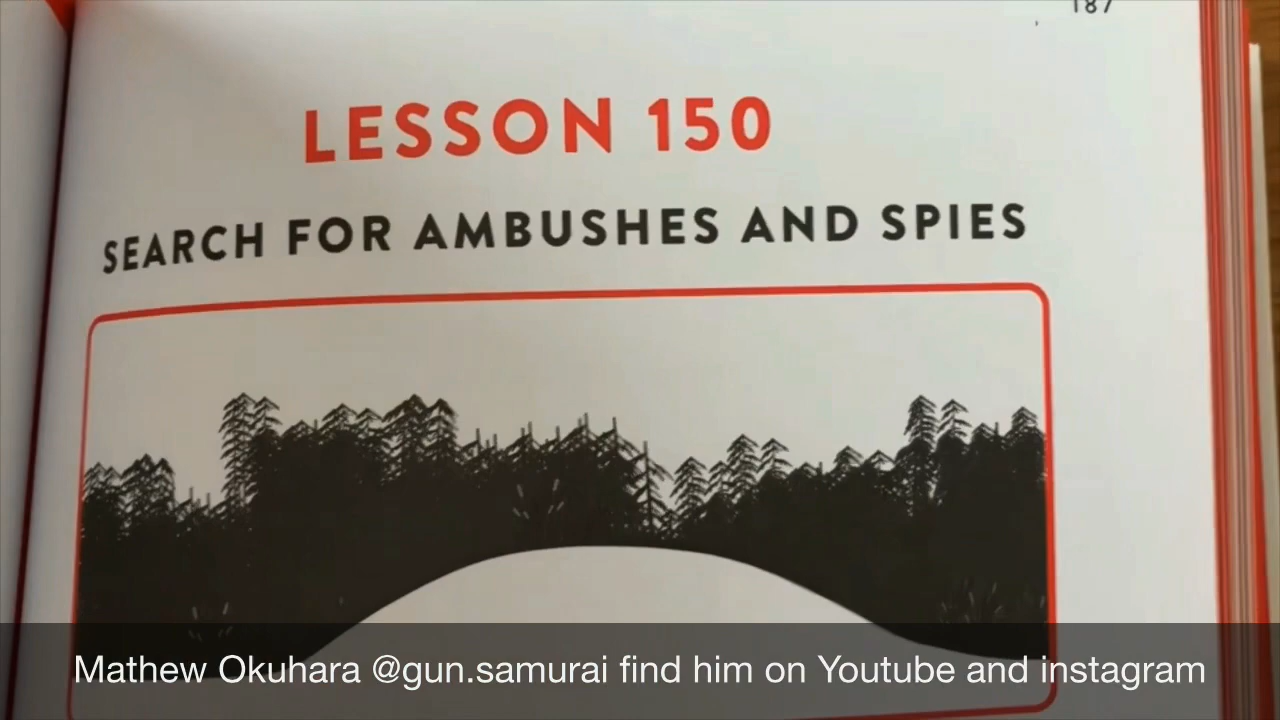 187
LESSON 150
SEARCH FOR AMBUSHES AND SPIES
Mathew Okuhara @gun.samurai find him on Youtube and instagram